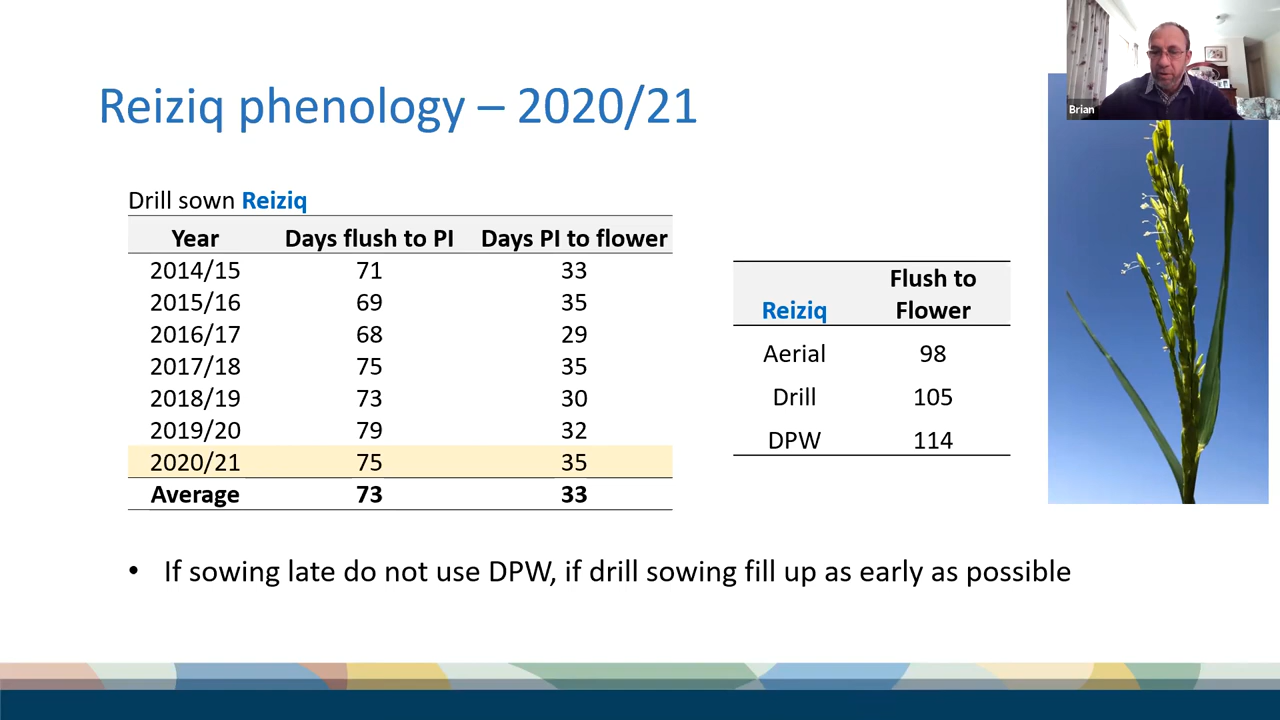 Reiziq phenology – 2020/21
Brian
Drill sown Reiziq
Year Days flush to PI Days PI to flower
2014/15 71 33
2015/16 69 35
2016/17 68 29
2017/18 75 35
2018/19 73 30
2019/20 79 32
2020/21 75 35
Average 73 33
Flush to
Reiziq Flower
Aerial 98
Drill 105
DPW 114
• If sowing late do not use DPW, if drill sowing fill up as early as possible